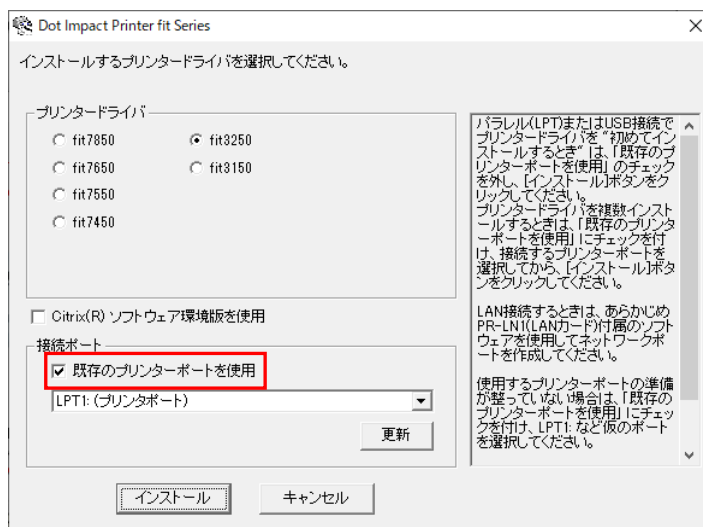 Dot Impact Printer fit Series
インストールするプリンタードライバを選択してください。
プリンタードライバ
fit7850
fit3250
fit7650
fit3150
fit7550
fit7450
Citrix(R) ソフトウェア環境版を使用
接続ポート
既存のプリンターポートを使用
LPT1: (プリンタポート)
更新
インストール
キャンセル
パラレル(LPT)またはUSB接続で
プリンタードライバを “初めてイン
ストールするとき” は、「既存のプ
リンターポートを使用」 のチェック
を外し、[インストール]ボタンをク
リックしてください。
プリンタードライバを複数インスト
ールするときは、「既存のプリンタ
ーポートを使用」にチェックを付
け、接続するプリンターポートを
選択してから、[インストール]ボタ
ンをクリックしてください。
LAN接続するときは、あらかじめ
PR-LN1(LANカード)付属のソフト
ウェアを使用してネットワークポ
ートを作成してください。
使用するプリンターポートの準備
が整っていない場合は、「既存の
プリンターポートを使用」にチェッ
クを付け、LPT1: など仮のポート
を選択してください。